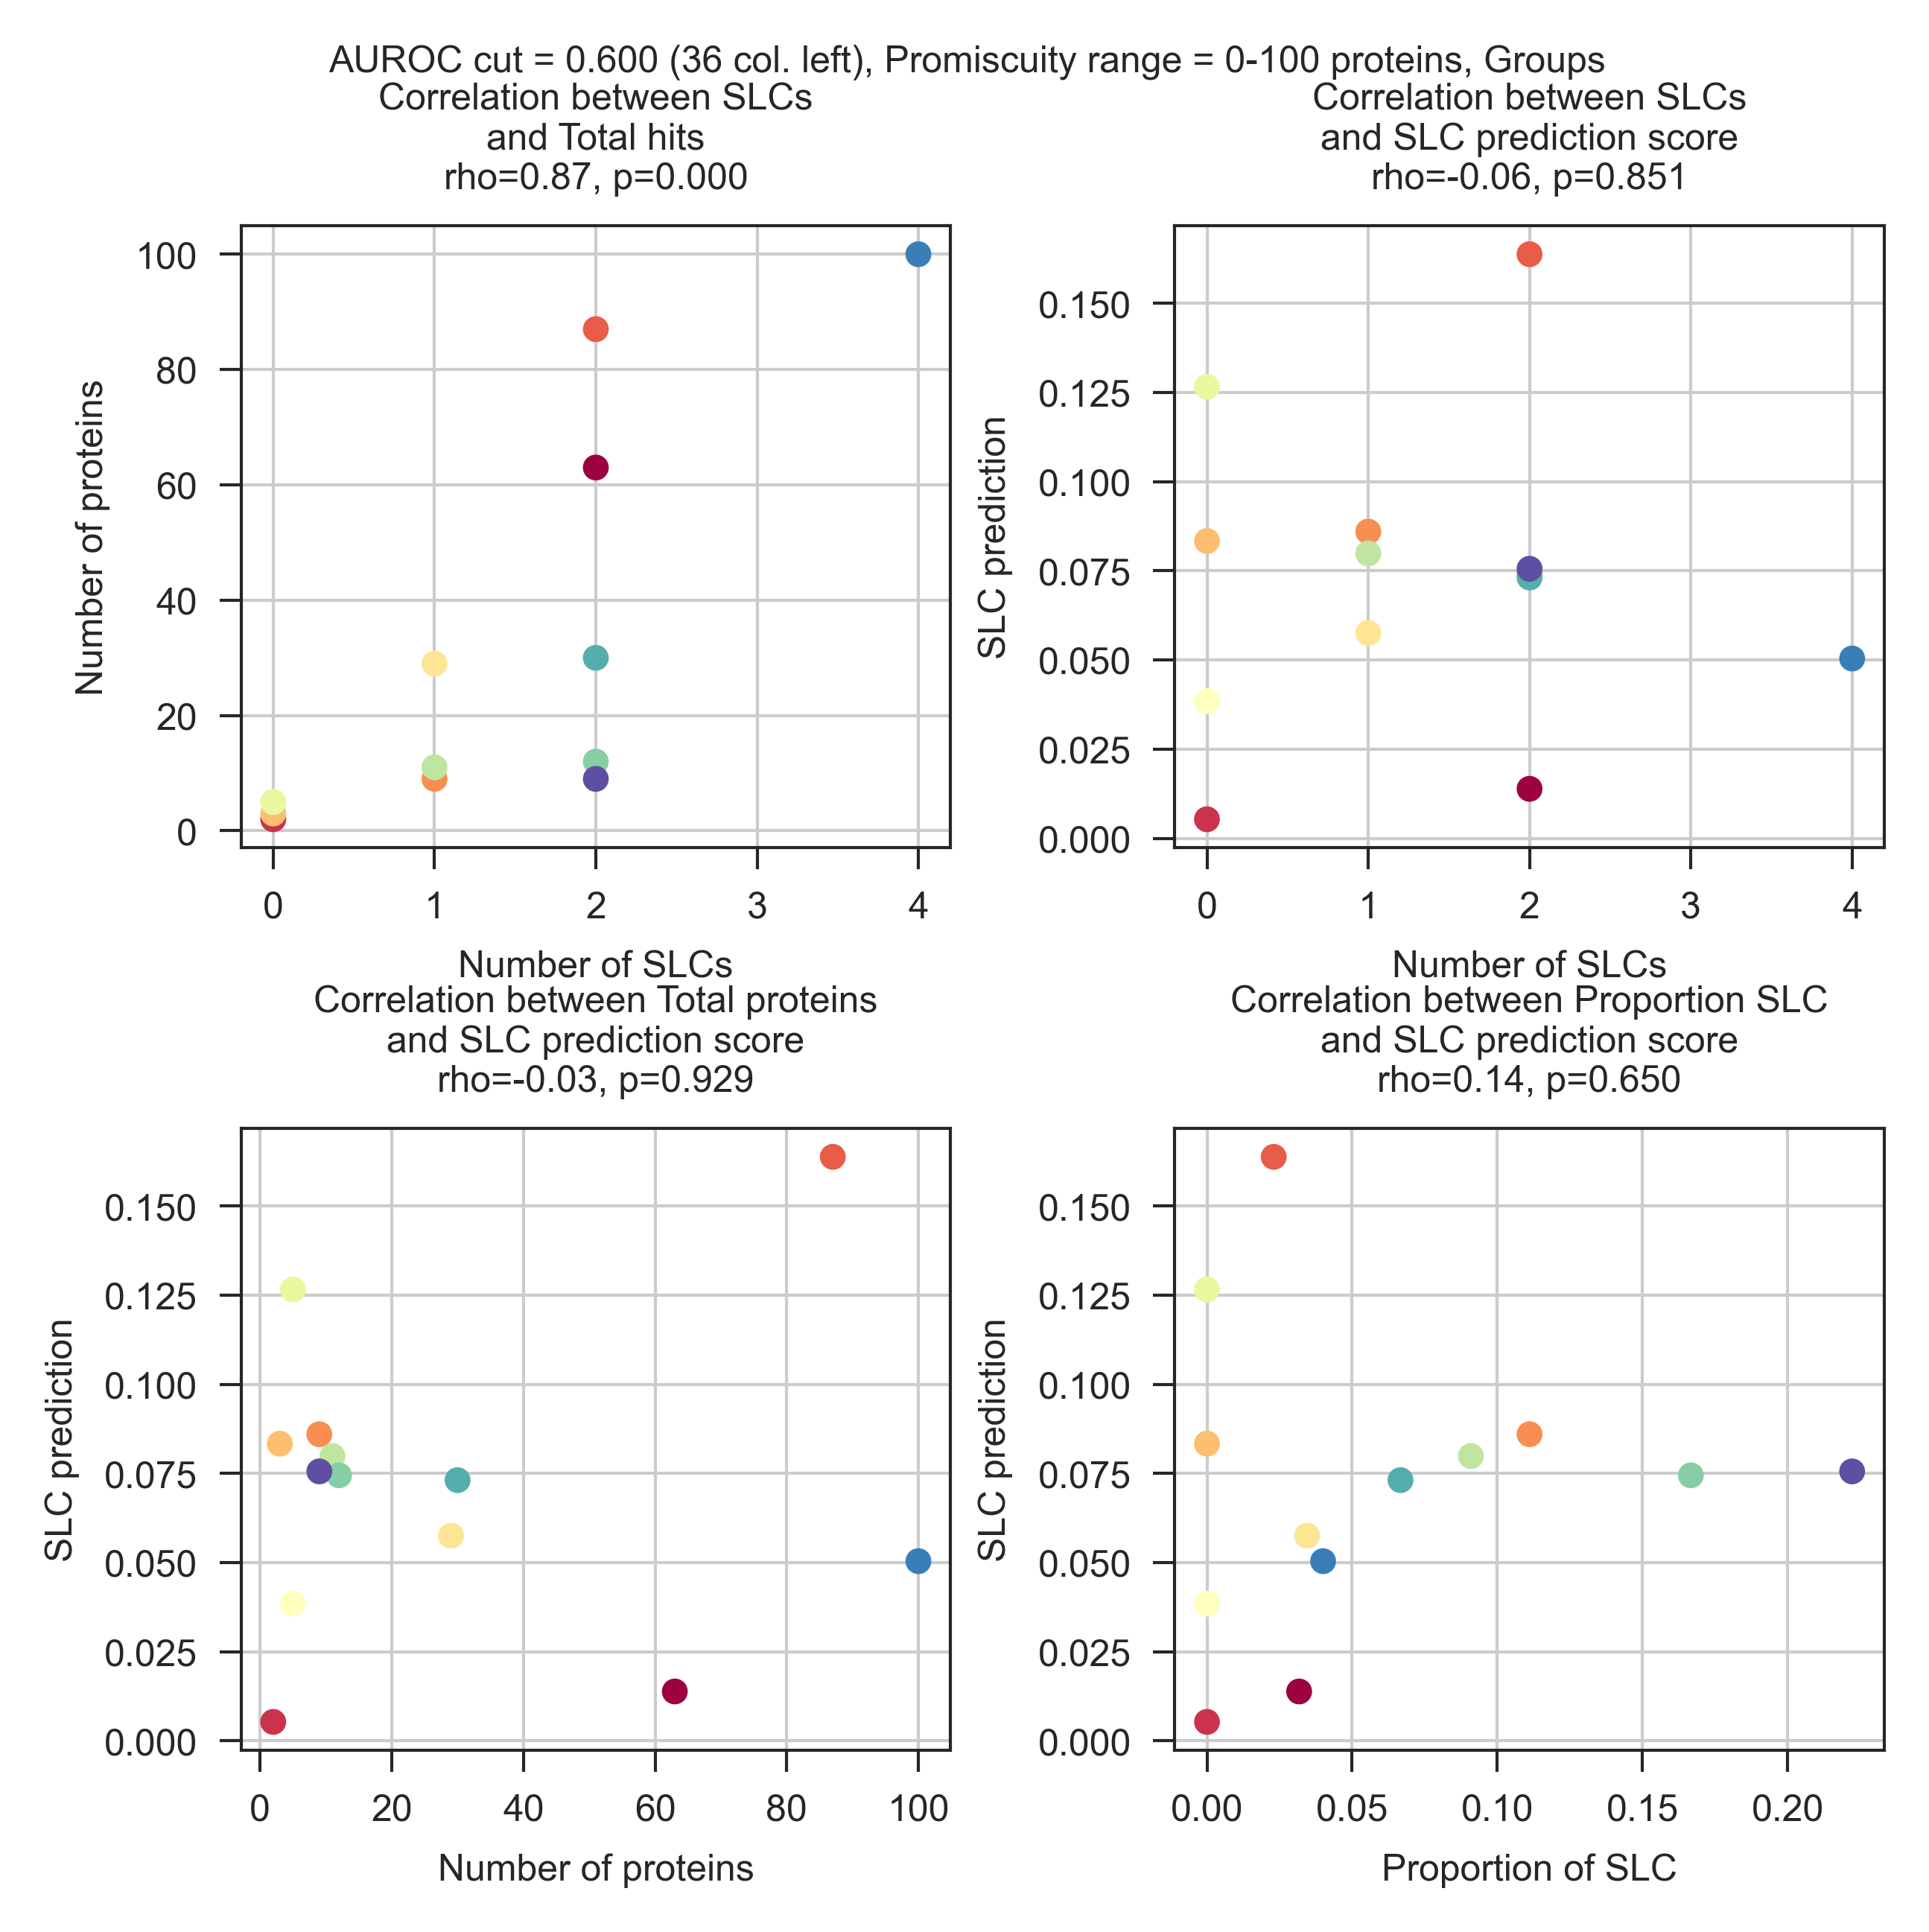 AUROC cut = 0.600 (36 col. left), Promiscuity range = 0-100 proteins, Groups
Correlation between SLCs
and Total hits
rho=0.87, p=0.000
100
80
60
40
20
0
Number of proteins
0 1 2 3 4
Number of SLCs
Correlation between SLCs
and SLC prediction score
rho=-0.06, p=0.851
0.150
0.125
0.100
0.075
0.050
0.025
0.000
SLC prediction
0 1 2 3 4
Number of SLCs
Correlation between Total proteins
and SLC prediction score
rho=-0.03, p=0.929
0.150
0.125
0.100
0.075
0.050
0.025
0.000
SLC prediction
0 20 40 60 80 100
Number of proteins
Correlation between Proportion SLC
and SLC prediction score
rho=0.14, p=0.650
0.150
0.125
0.100
0.075
0.050
0.025
0.000
SLC prediction
0.00 0.05 0.10 0.15 0.20
Proportion of SLC